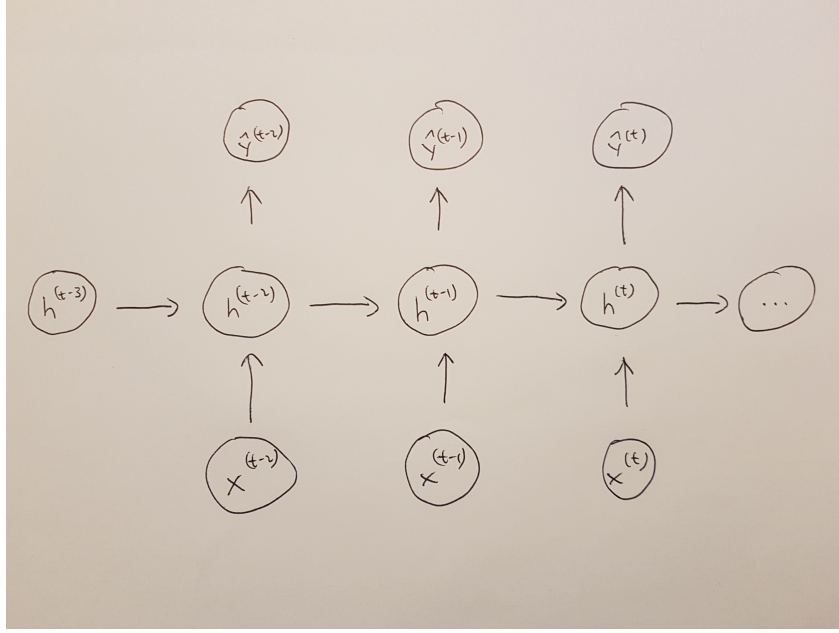 ŷ^(t-2) ŷ^(t-1) ŷ^(t)
h^(t-3) → h^(t-2) → h^(t-1) → h^(t) → ...
x^(t-2) x^(t-1) x^(t)